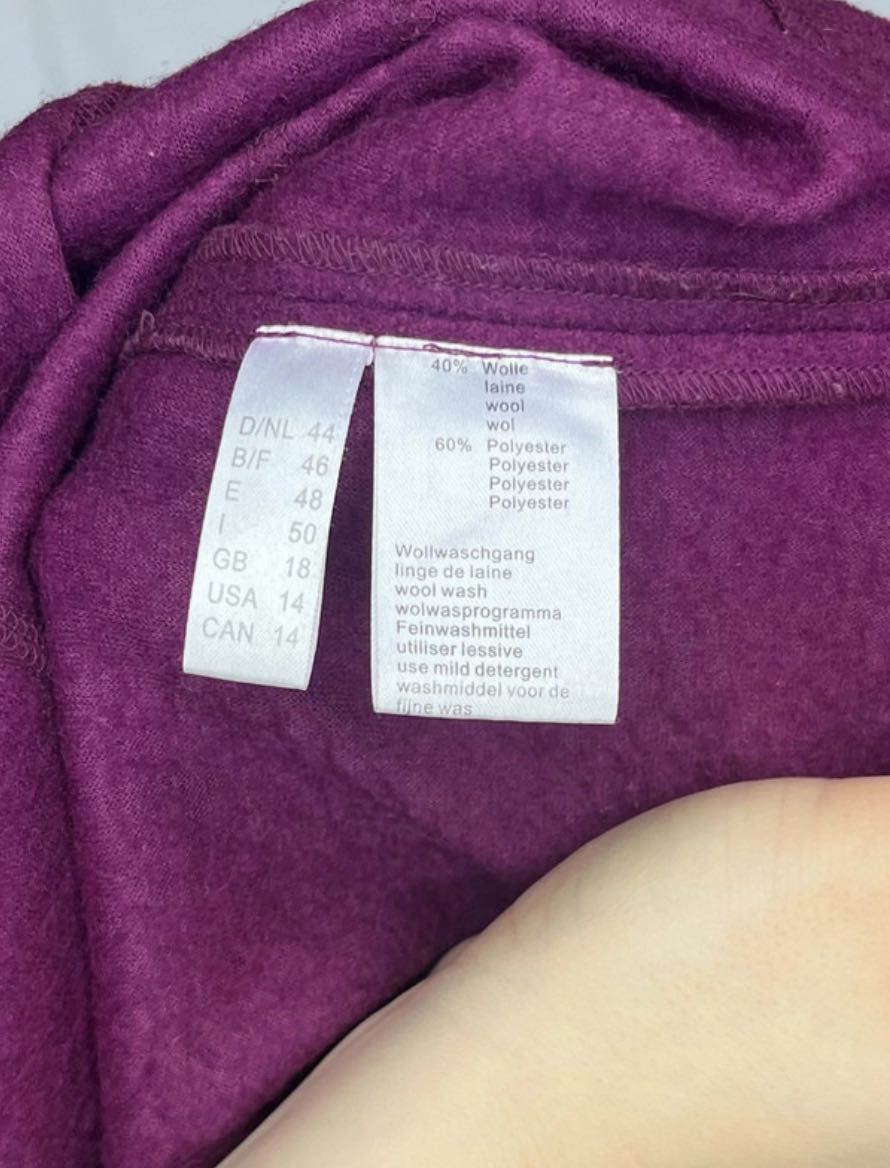 D/NL 44
B/F 46
E 48
I 50
GB 18
USA 14
CAN 14
40% Wolle
laine
wool
wol
60% Polyester
Polyester
Polyester
Polyester
Wollwaschgang
linge de laine
wool wash
wolwasprogramma
Feinwashmittel
utiliser lessive
use mild detergent
washmiddel voor de
fijne was